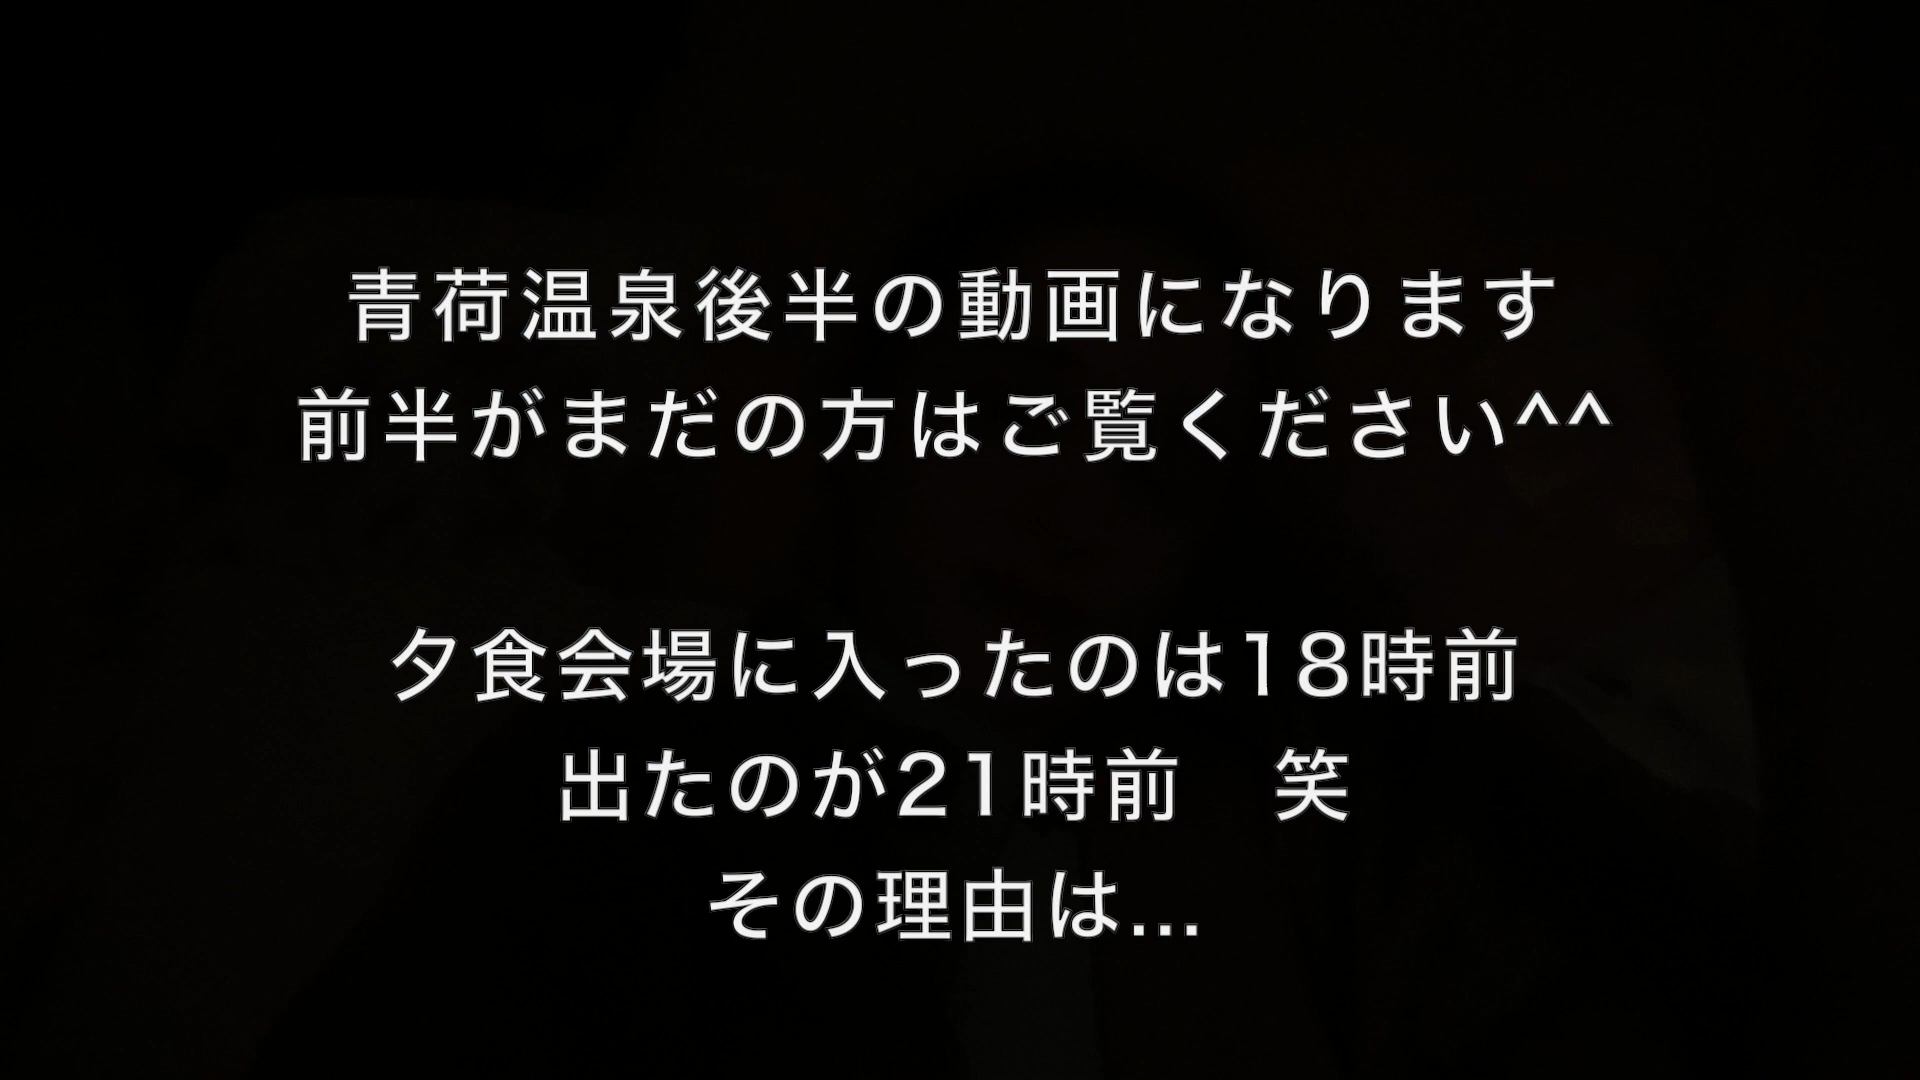 青荷温泉後半の動画になります
前半がまだの方はご覧ください^^
夕食会場に入ったのは18時前
出たのが21時前　笑
その理由は...